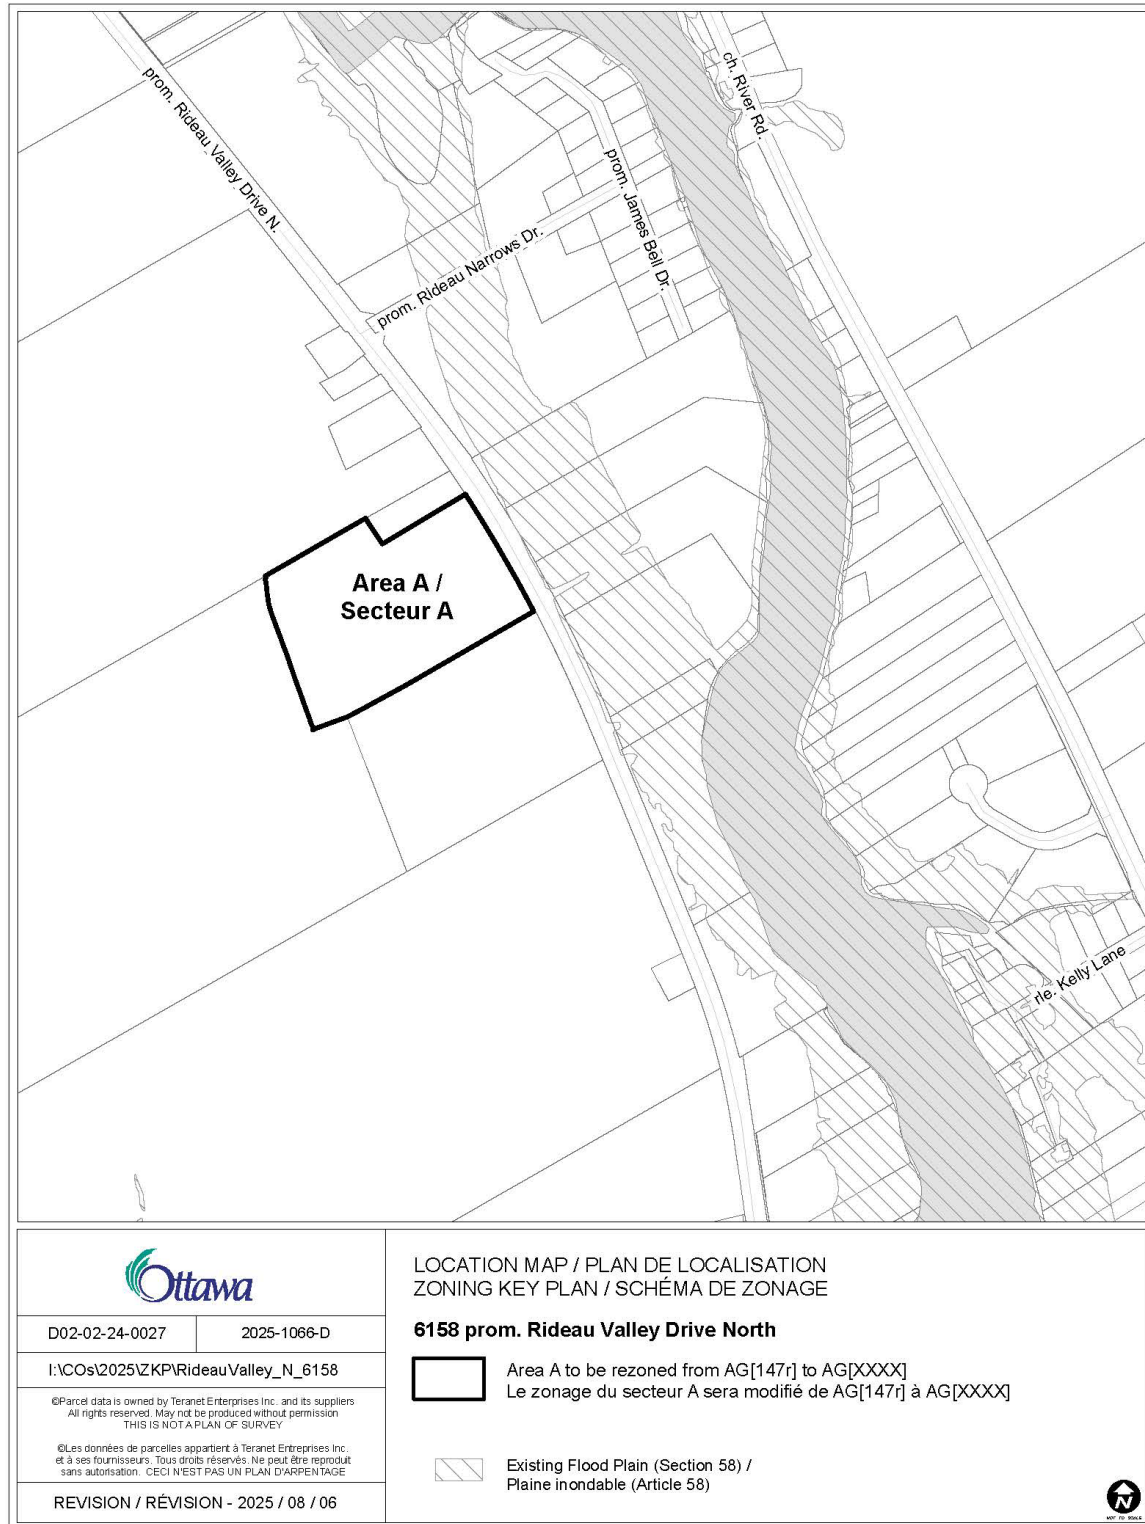 prom. Rideau Valley Drive N.
ch. River Rd.
prom. James Bell Dr.
prom. Rideau Narrows Dr.
Area A /
Secteur A
rle. Kelly Lane
Ottawa
D02-02-24-0027
2025-1066-D
I:\COs\2025\ZKP\RideauValley_N_6158
©Parcel data is owned by Teranet Enterprises Inc. and its suppliers
All rights reserved. May not be produced without permission
THIS IS NOT A PLAN OF SURVEY
©Les données de parcelles appartient à Teranet Entreprises Inc.
et à ses fournisseurs. Tous droits réservés. Ne peut être reproduit
sans autorisation. CECI N'EST PAS UN PLAN D'ARPENTAGE
REVISION / RÉVISION - 2025 / 08 / 06
LOCATION MAP / PLAN DE LOCALISATION
ZONING KEY PLAN / SCHÉMA DE ZONAGE
6158 prom. Rideau Valley Drive North
Area A to be rezoned from AG[147r] to AG[XXXX]
Le zonage du secteur A sera modifié de AG[147r] à AG[XXXX]
Existing Flood Plain (Section 58) /
Plaine inondable (Article 58)
N
NOT TO SCALE